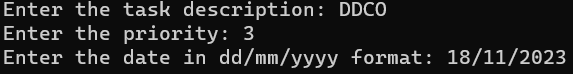 Enter the task description: DDCO
Enter the priority: 3
Enter the date in dd/mm/yyyy format: 18/11/2023